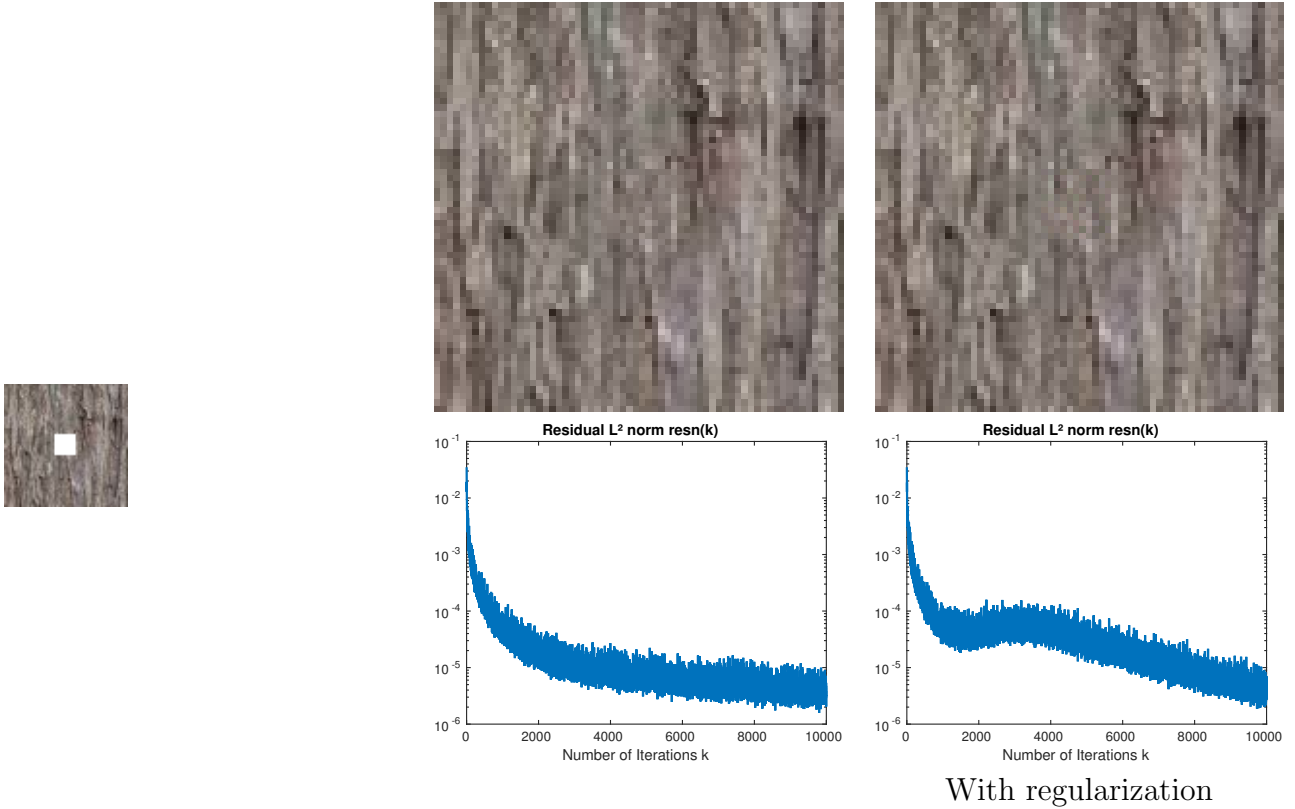 Residual L² norm resn(k)
10^-1
10^-2
10^-3
10^-4
10^-5
10^-6
0 2000 4000 6000 8000 10000
Number of Iterations k
Residual L² norm resn(k)
10^-1
10^-2
10^-3
10^-4
10^-5
10^-6
0 2000 4000 6000 8000 10000
Number of Iterations k
With regularization